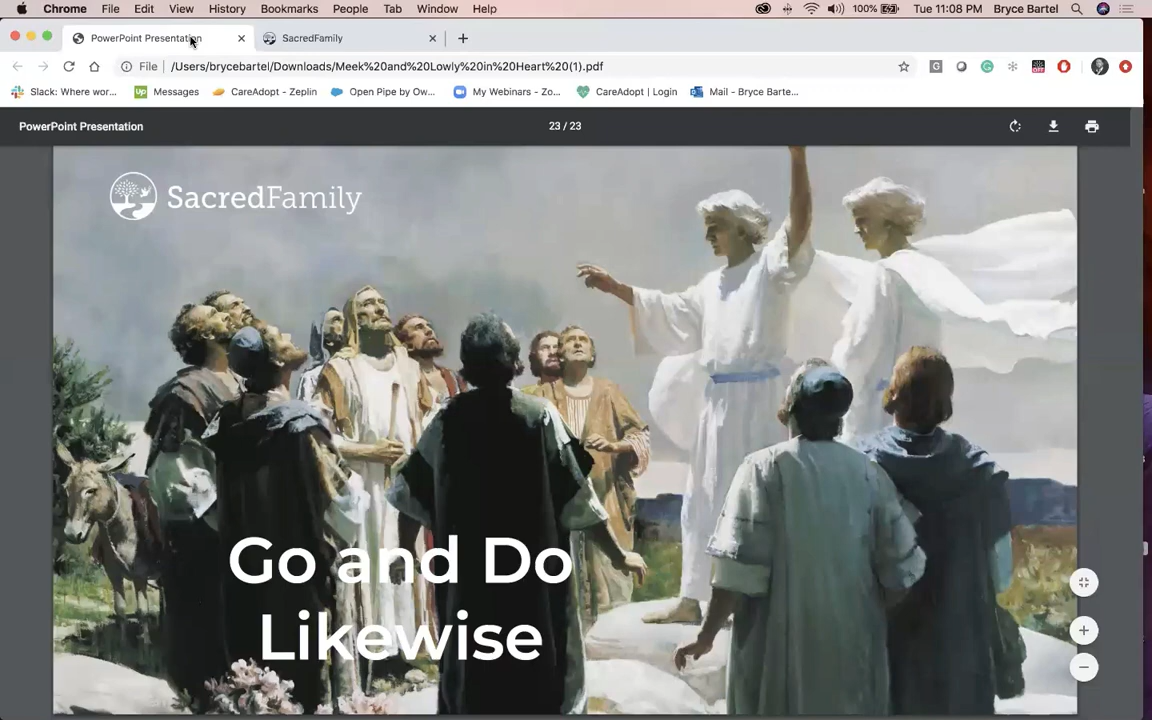 Chrome File Edit View History Bookmarks People Tab Window Help 100% Tue 11:08 PM Bryce Bartel
PowerPoint Presentation SacredFamily
File /Users/brycebartel/Downloads/Meek%20and%20Lowly%20in%20Heart%20(1).pdf
Slack: Where wor... Up Messages CareAdopt - Zeplin Open Pipe by Ow... My Webinars - Zo... CareAdopt | Login Mail - Bryce Barte...
PowerPoint Presentation 23 / 23
SacredFamily
Go and Do
Likewise